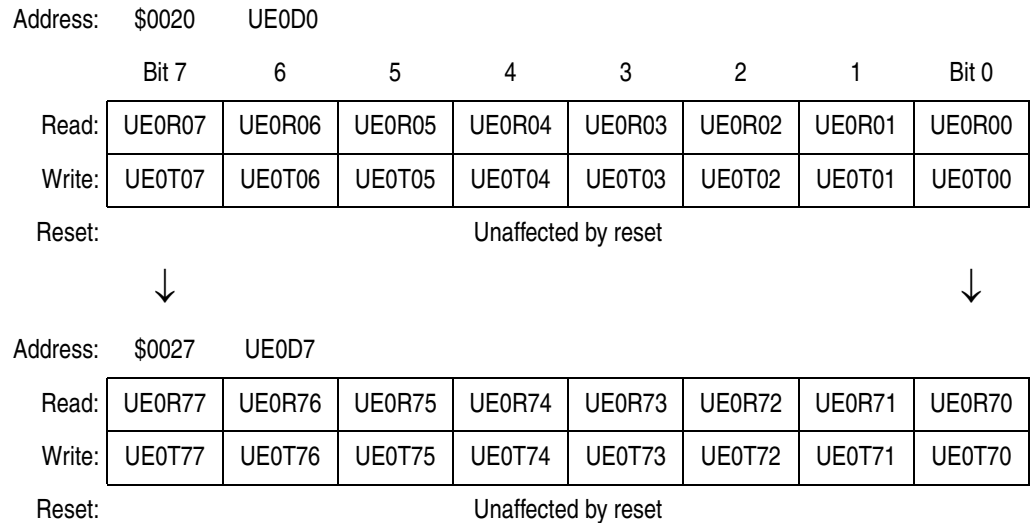 Address: $0020 UE0D0
Bit 7 6 5 4 3 2 1 Bit 0
Read: UE0R07 UE0R06 UE0R05 UE0R04 UE0R03 UE0R02 UE0R01 UE0R00
Write: UE0T07 UE0T06 UE0T05 UE0T04 UE0T03 UE0T02 UE0T01 UE0T00
Reset: Unaffected by reset
↓ ↓
Address: $0027 UE0D7
Read: UE0R77 UE0R76 UE0R75 UE0R74 UE0R73 UE0R72 UE0R71 UE0R70
Write: UE0T77 UE0T76 UE0T75 UE0T74 UE0T73 UE0T72 UE0T71 UE0T70
Reset: Unaffected by reset